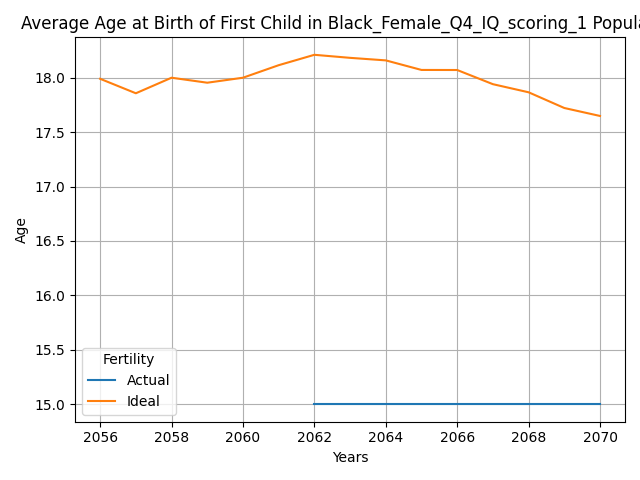 Average Age at Birth of First Child in Black_Female_Q4_IQ_scoring_1 Popula
Age
18.0
17.5
17.0
16.5
16.0
15.5
15.0
Fertility
Actual
Ideal
2056 2058 2060 2062 2064 2066 2068 2070
Years